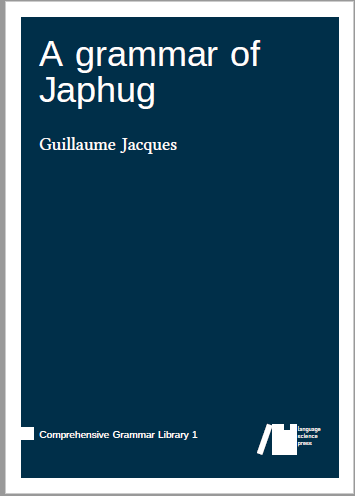 A grammar of
Japhug
Guillaume Jacques
Comprehensive Grammar Library 1
language
science
press